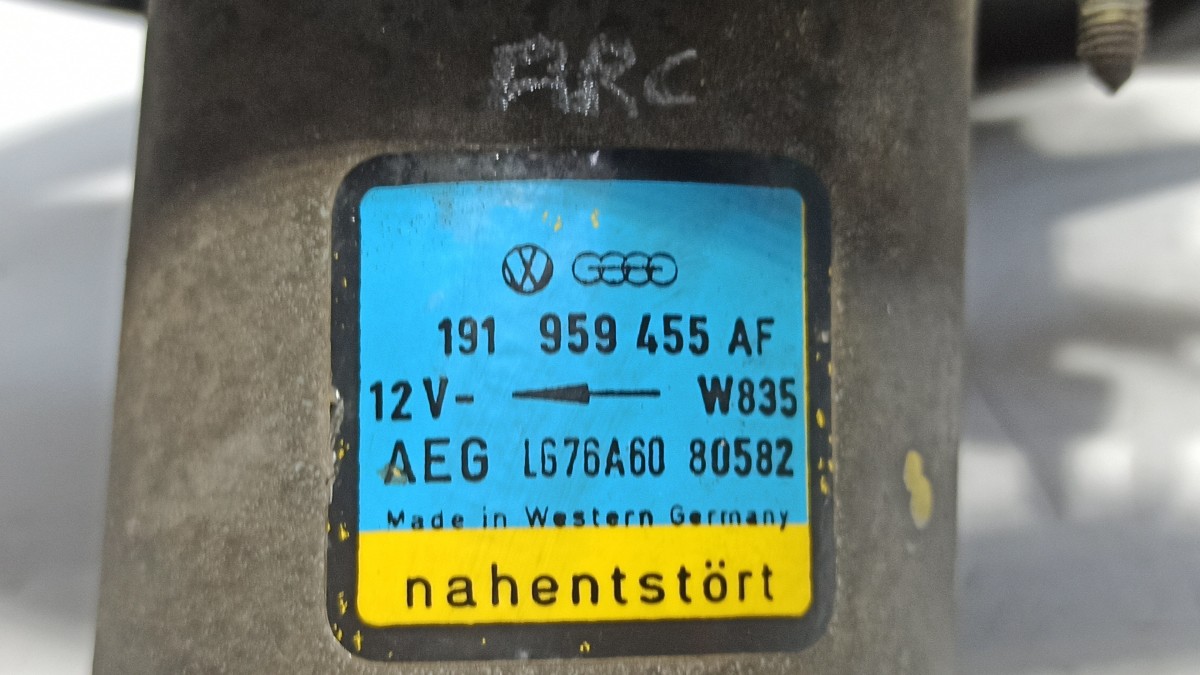 ARC
191 959 455 AF
12V- W835
AEG LG76A60 80582
Made in Western Germany
nahentstört